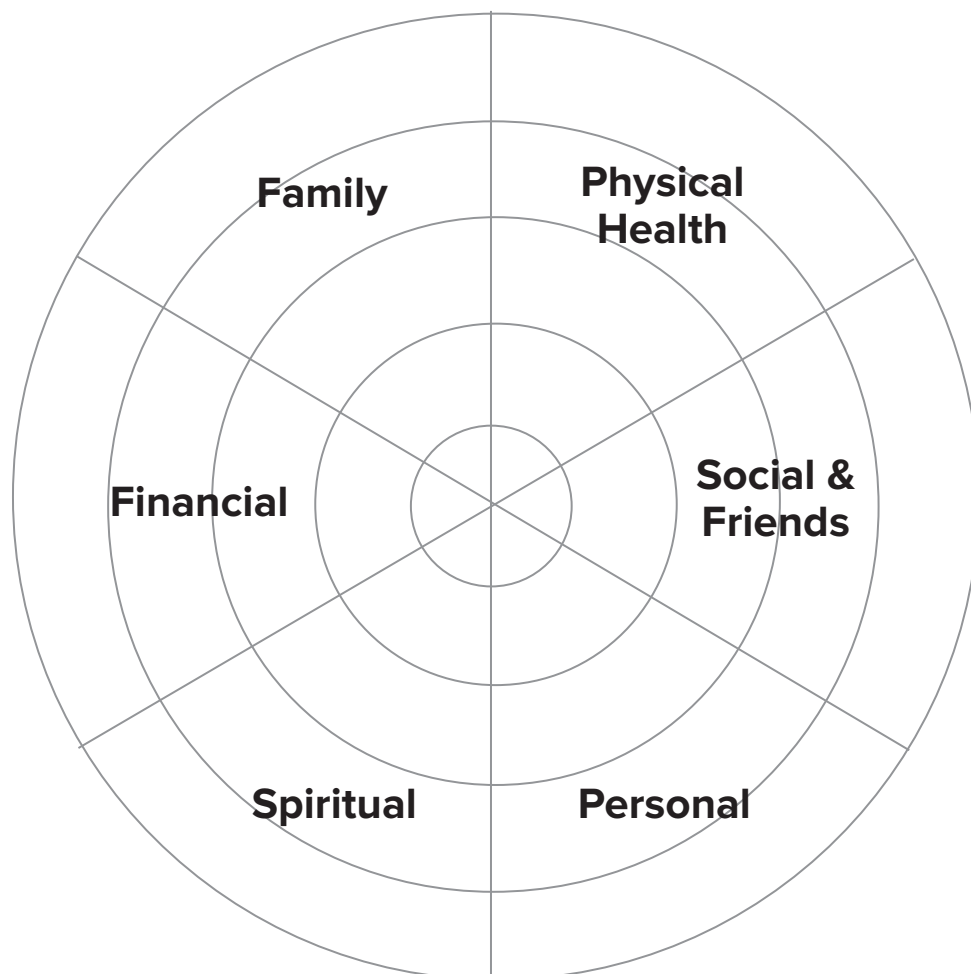 Family
Physical
Health
Financial
Social &
Friends
Spiritual
Personal